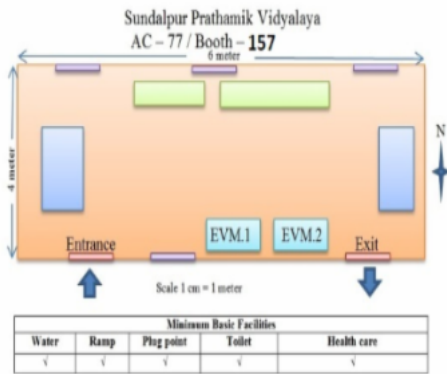 Sundalpur Prathamik Vidyalaya
AC – 77 / Booth – 157
6 meter
4 meter
N
EVM.1 EVM.2
Entrance Exit
Scale 1 cm = 1 meter
Minimum Basic Facilities
Water Ramp Plug point Toilet Health care
√ √ √ √ √